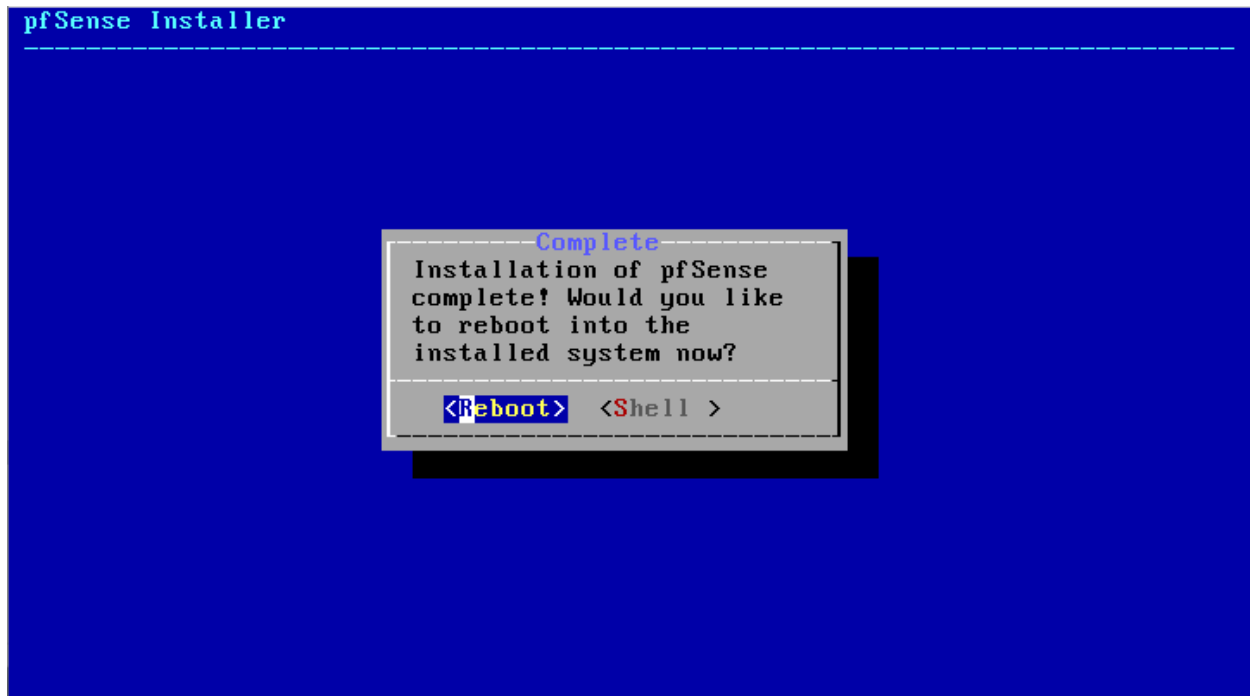 pfSense Installer
Complete
Installation of pfSense
complete! Would you like
to reboot into the
installed system now?
<Reboot> <Shell >